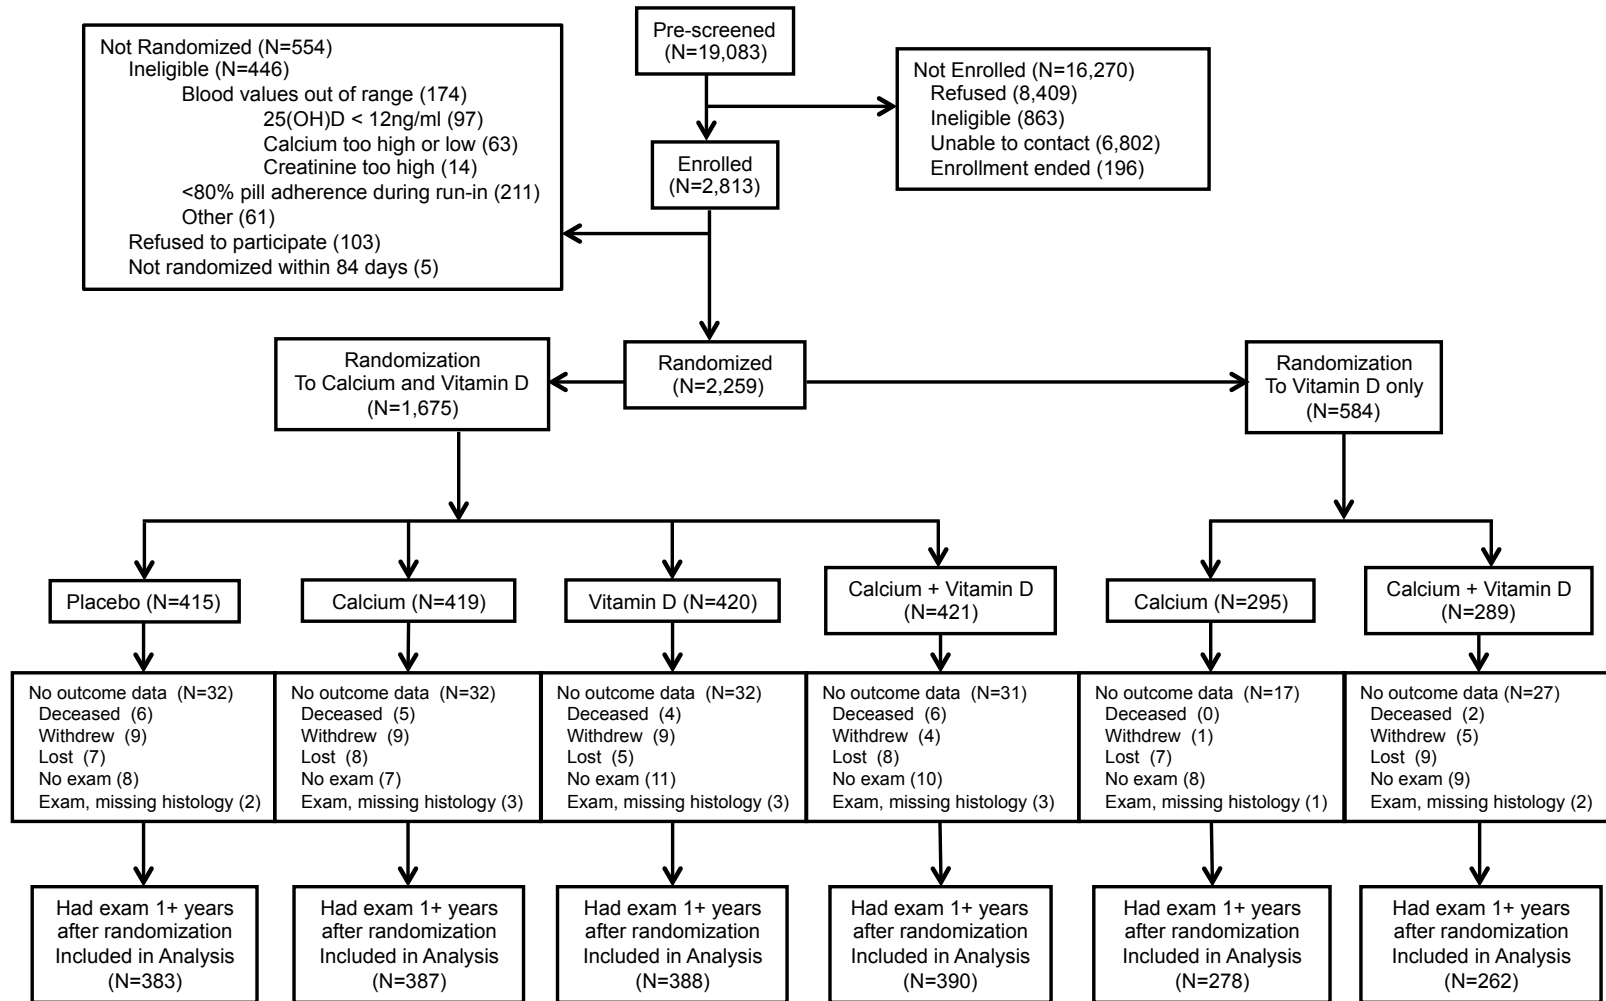 Pre-screened
(N=19,083)
Not Randomized (N=554)
Ineligible (N=446)
Blood values out of range (174)
25(OH)D < 12ng/ml (97)
Calcium too high or low (63)
Creatinine too high (14)
<80% pill adherence during run-in (211)
Other (61)
Refused to participate (103)
Not randomized within 84 days (5)
Not Enrolled (N=16,270)
Refused (8,409)
Ineligible (863)
Unable to contact (6,802)
Enrollment ended (196)
Enrolled
(N=2,813)
Randomization
To Calcium and Vitamin D
(N=1,675)
Randomized
(N=2,259)
Randomization
To Vitamin D only
(N=584)
Placebo (N=415)
Calcium (N=419)
Vitamin D (N=420)
Calcium + Vitamin D
(N=421)
Calcium (N=295)
Calcium + Vitamin D
(N=289)
No outcome data (N=32)
Deceased (6)
Withdrew (9)
Lost (7)
No exam (8)
Exam, missing histology (2)
No outcome data (N=32)
Deceased (5)
Withdrew (9)
Lost (8)
No exam (7)
Exam, missing histology (3)
No outcome data (N=32)
Deceased (4)
Withdrew (9)
Lost (5)
No exam (11)
Exam, missing histology (3)
No outcome data (N=31)
Deceased (6)
Withdrew (4)
Lost (8)
No exam (10)
Exam, missing histology (3)
No outcome data (N=17)
Deceased (0)
Withdrew (1)
Lost (7)
No exam (8)
Exam, missing histology (1)
No outcome data (N=27)
Deceased (2)
Withdrew (5)
Lost (9)
No exam (9)
Exam, missing histology (2)
Had exam 1+ years
after randomization
Included in Analysis
(N=383)
Had exam 1+ years
after randomization
Included in Analysis
(N=387)
Had exam 1+ years
after randomization
Included in Analysis
(N=388)
Had exam 1+ years
after randomization
Included in Analysis
(N=390)
Had exam 1+ years
after randomization
Included in Analysis
(N=278)
Had exam 1+ years
after randomization
Included in Analysis
(N=262)